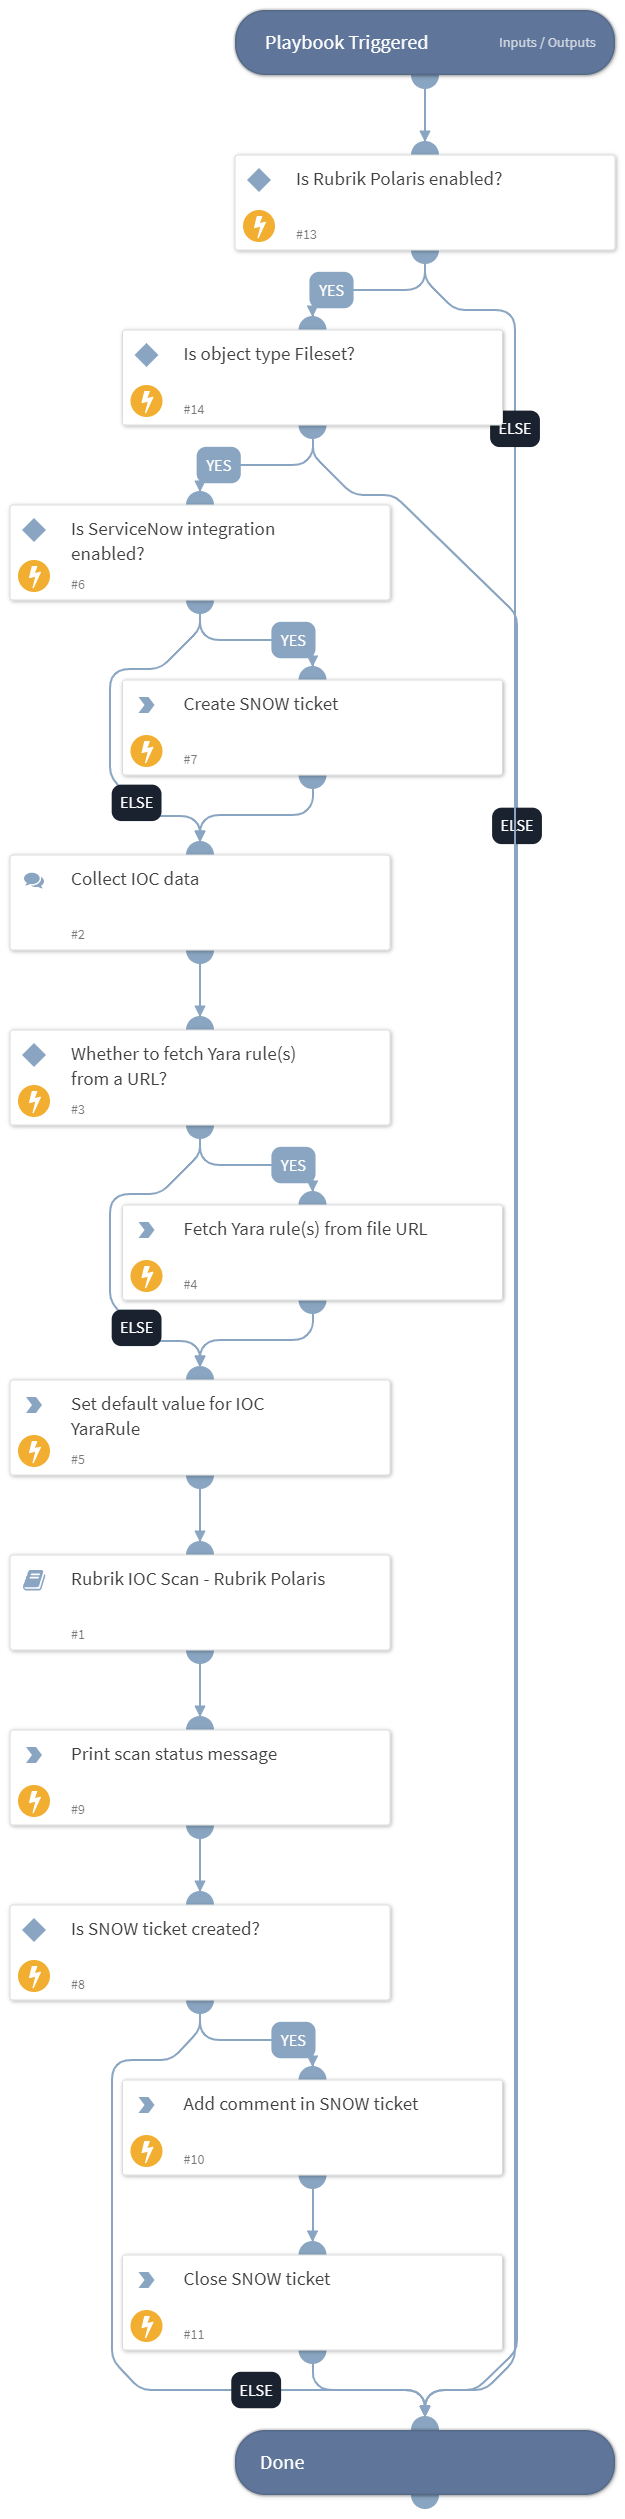 Playbook Triggered
Inputs / Outputs
Is Rubrik Polaris enabled?
#13
YES
Is object type Fileset?
#14
ELSE
YES
Is ServiceNow integration
enabled?
#6
YES
Create SNOW ticket
#7
ELSE
ELSE
Collect IOC data
#2
Whether to fetch Yara rule(s)
from a URL?
#3
YES
Fetch Yara rule(s) from file URL
#4
ELSE
Set default value for IOC
YaraRule
#5
Rubrik IOC Scan - Rubrik Polaris
#1
Print scan status message
#9
Is SNOW ticket created?
#8
YES
Add comment in SNOW ticket
#10
Close SNOW ticket
#11
ELSE
Done